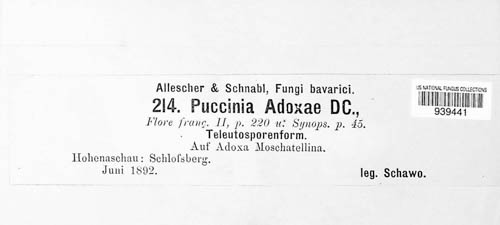 Allescher & Schnabl, Fungi bavarici.
214. Puccinia Adoxae DC.,
Flore franç. II, p. 220 u. Synops. p. 45.
Teleutosporenform.
Auf Adoxa Moschatellina.
Hohenaschau: Schlofsberg.
Juni 1892.
leg. Schawo.
US NATIONAL FUNGUS COLLECTIONS
939441